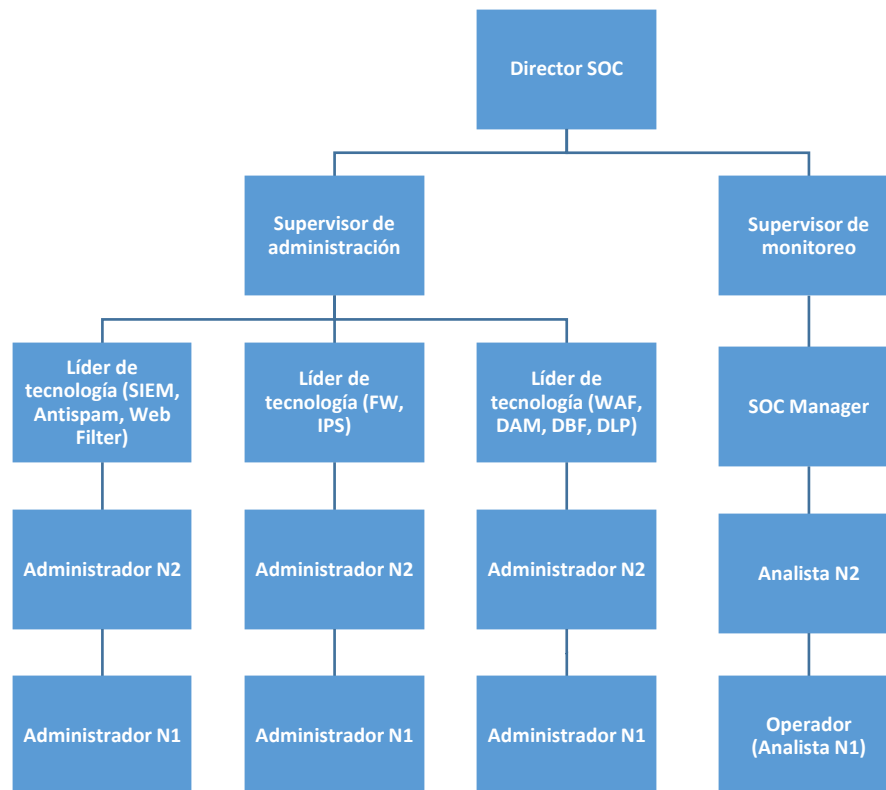 Director SOC
Supervisor de
administración
Supervisor de
monitoreo
Líder de
tecnología (SIEM,
Antispam, Web
Filter)
Líder de
tecnología (FW,
IPS)
Líder de
tecnología (WAF,
DAM, DBF, DLP)
SOC Manager
Administrador N2
Administrador N2
Administrador N2
Analista N2
Administrador N1
Administrador N1
Administrador N1
Operador
(Analista N1)